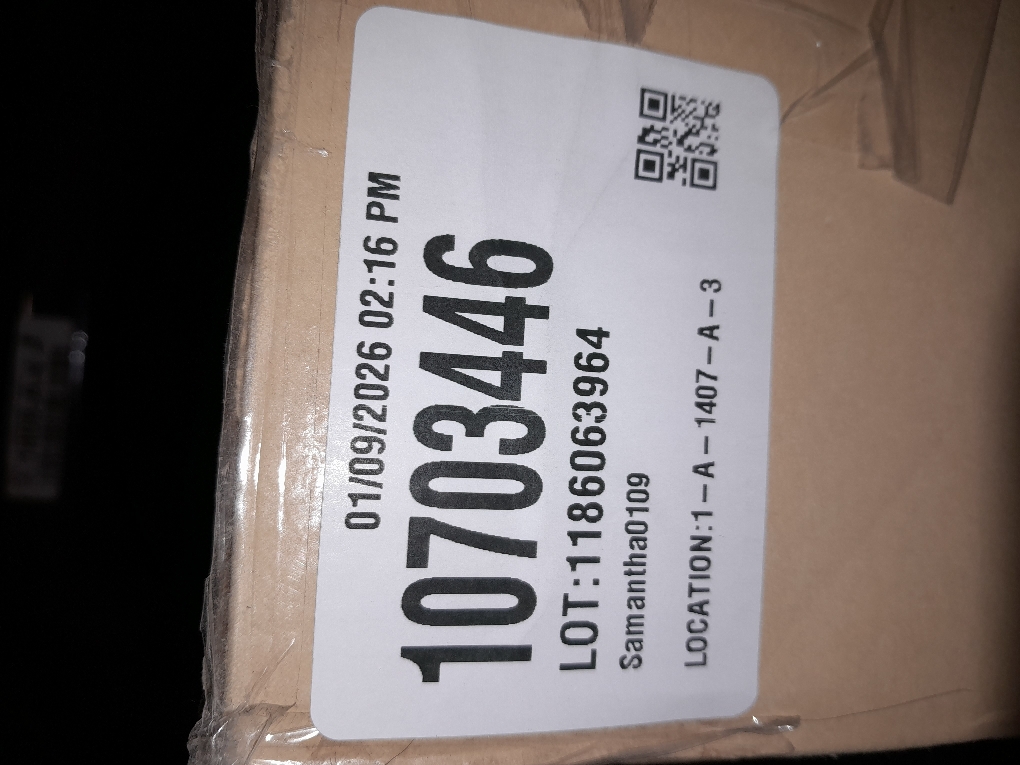 01/09/2026 02:16 PM
10703446
LOT:1186063964
Samantha0109
LOCATION:1-A-1407-A-3